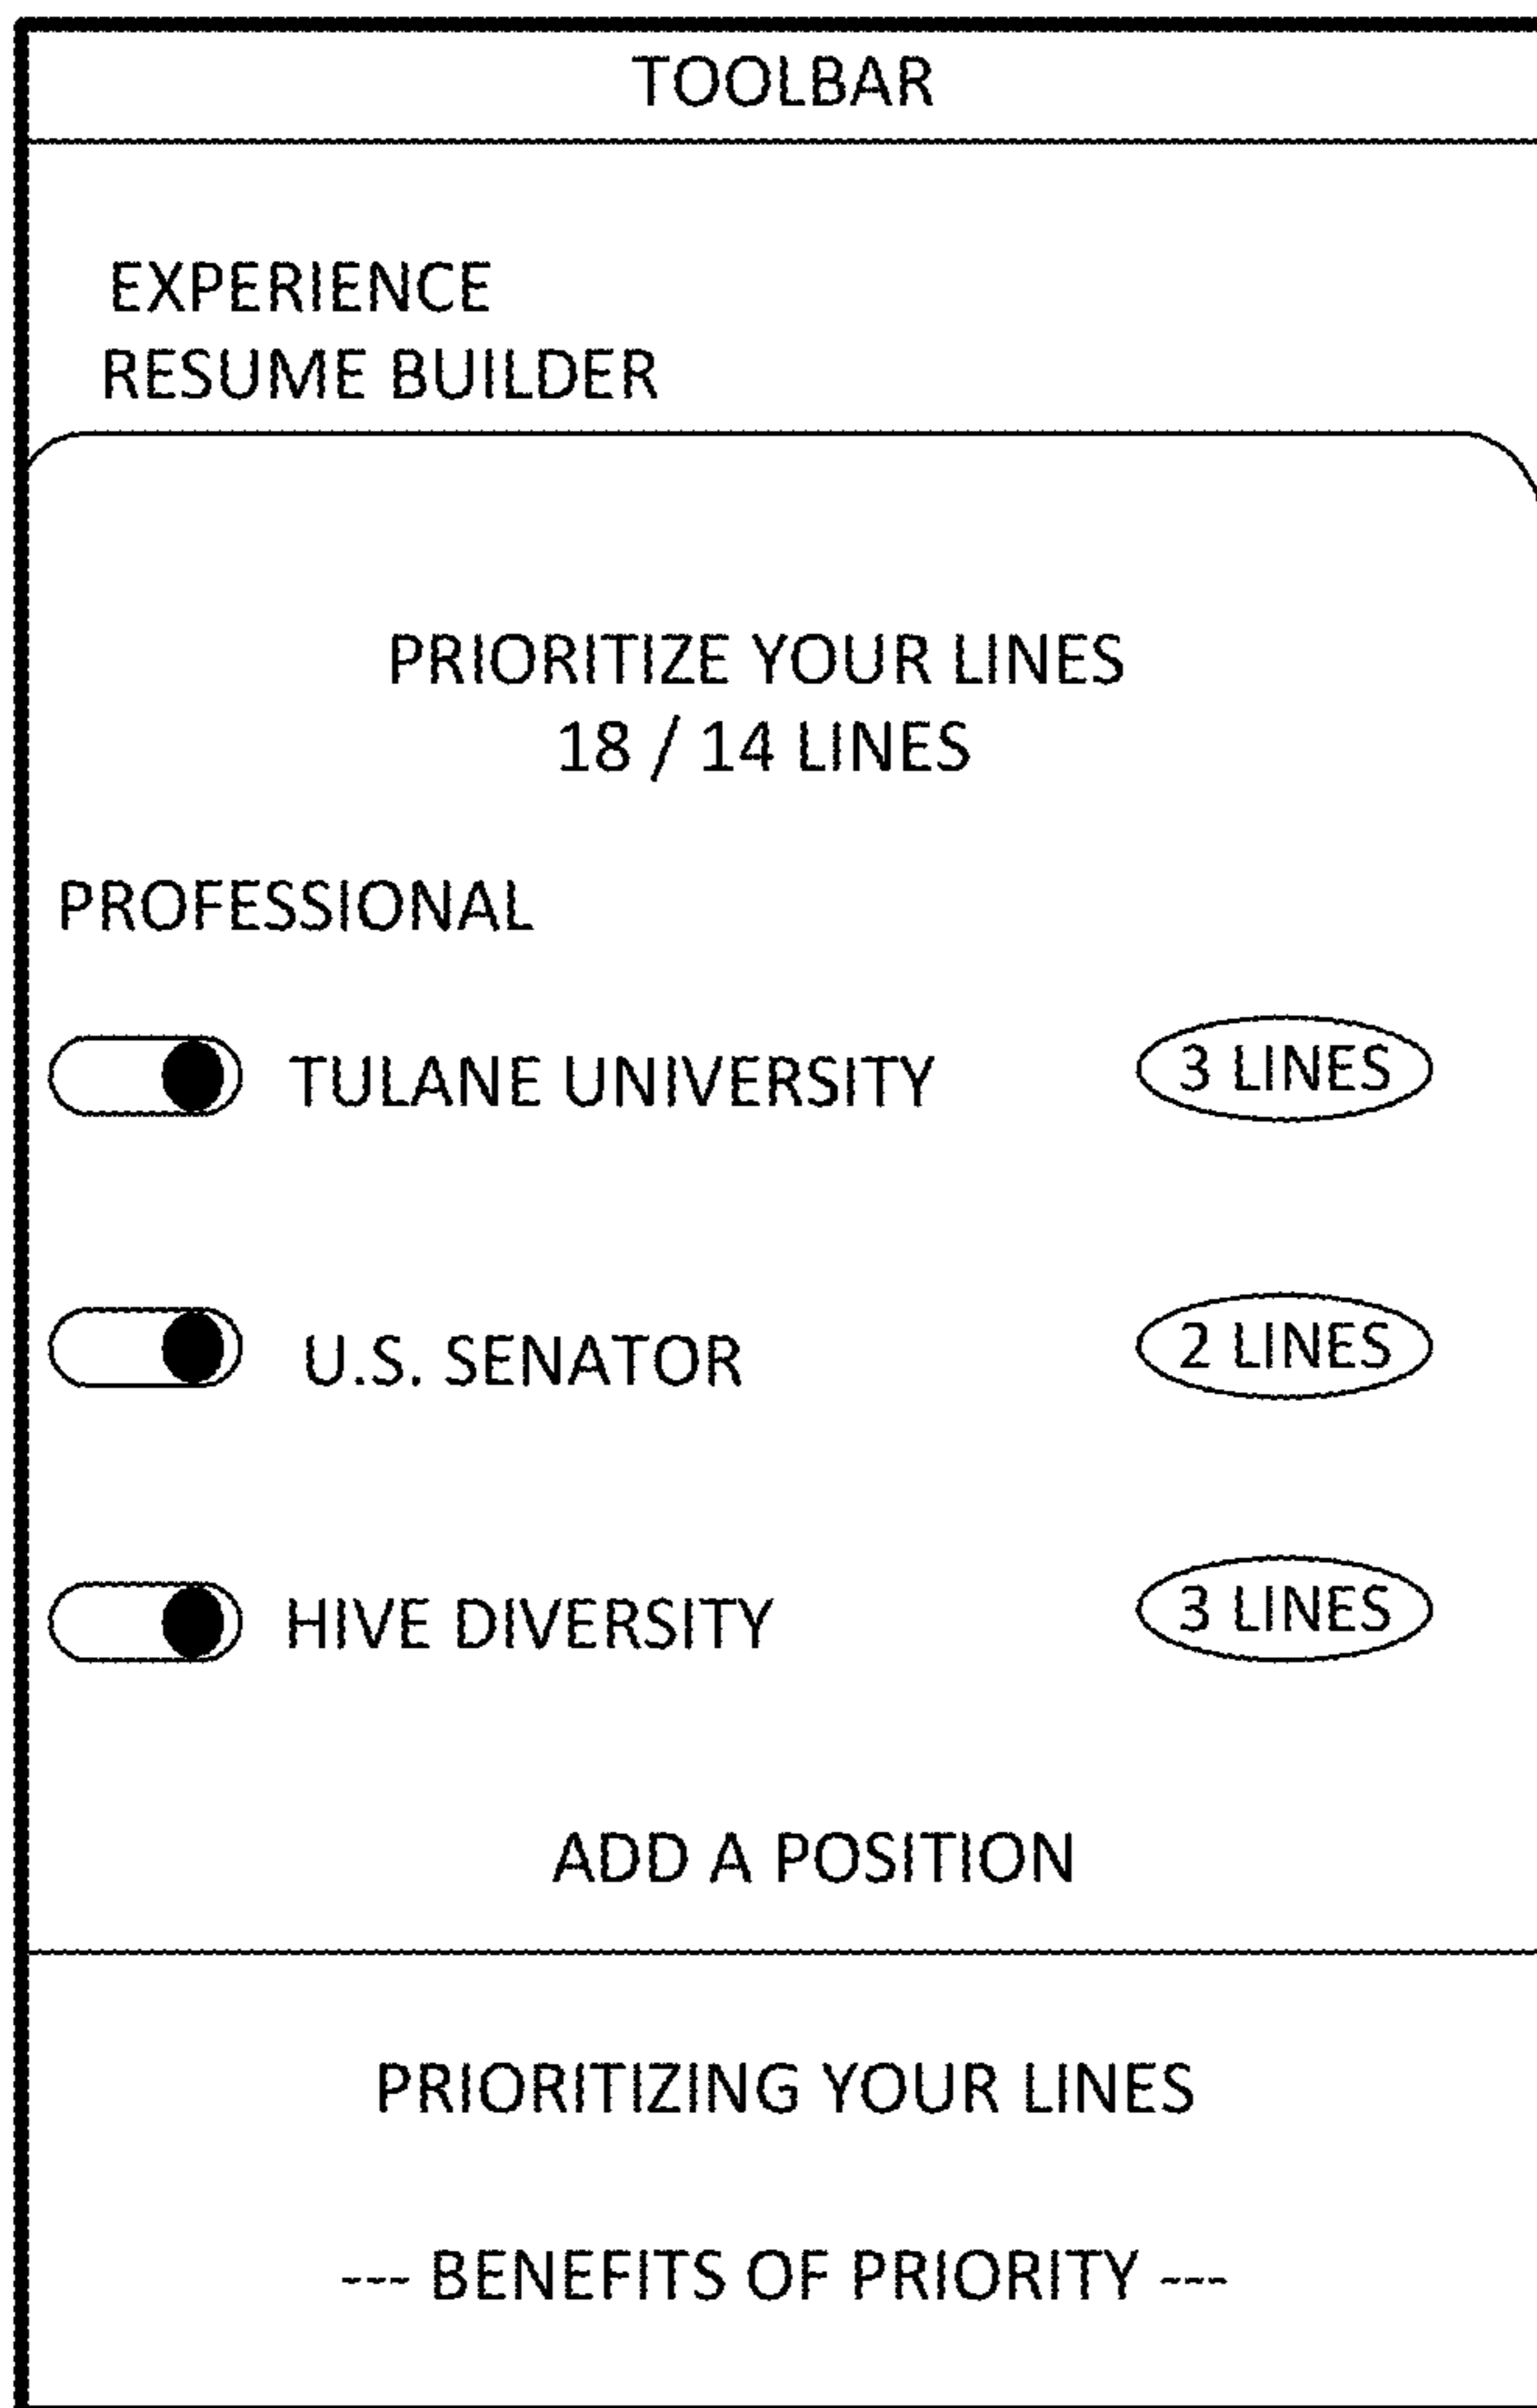 TOOLBAR
EXPERIENCE
RESUME BUILDER
PRIORITIZE YOUR LINES
18 / 14 LINES
PROFESSIONAL
TULANE UNIVERSITY 3 LINES
U.S. SENATOR 2 LINES
HIVE DIVERSITY 3 LINES
ADD A POSITION
PRIORITIZING YOUR LINES
--- BENEFITS OF PRIORITY ---